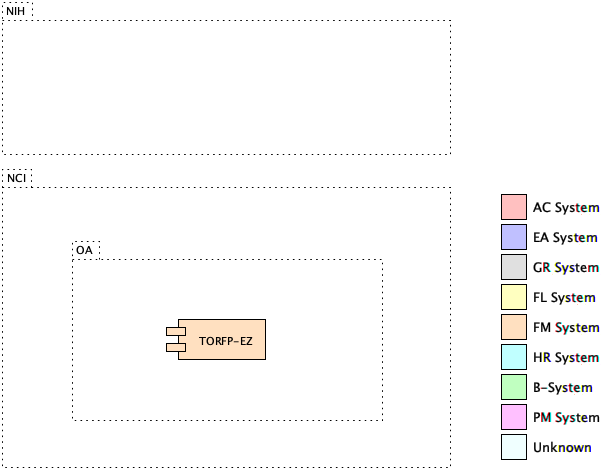 NIH
NCI
OA
TORFP-EZ
AC System
EA System
GR System
FL System
FM System
HR System
B-System
PM System
Unknown